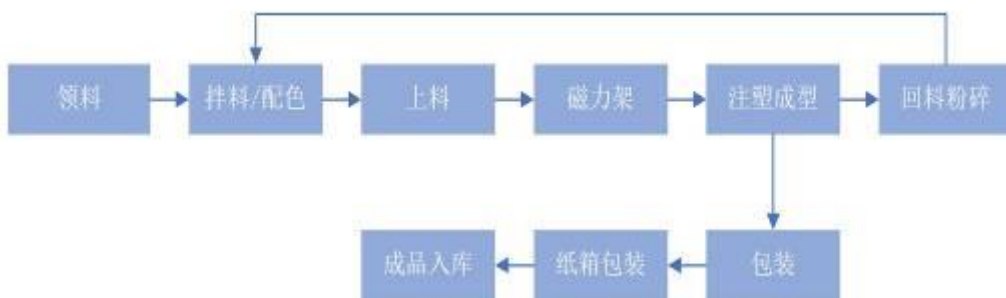 领料
拌料/配色
上料
磁力架
注塑成型
回料粉碎
成品入库
纸箱包装
包装